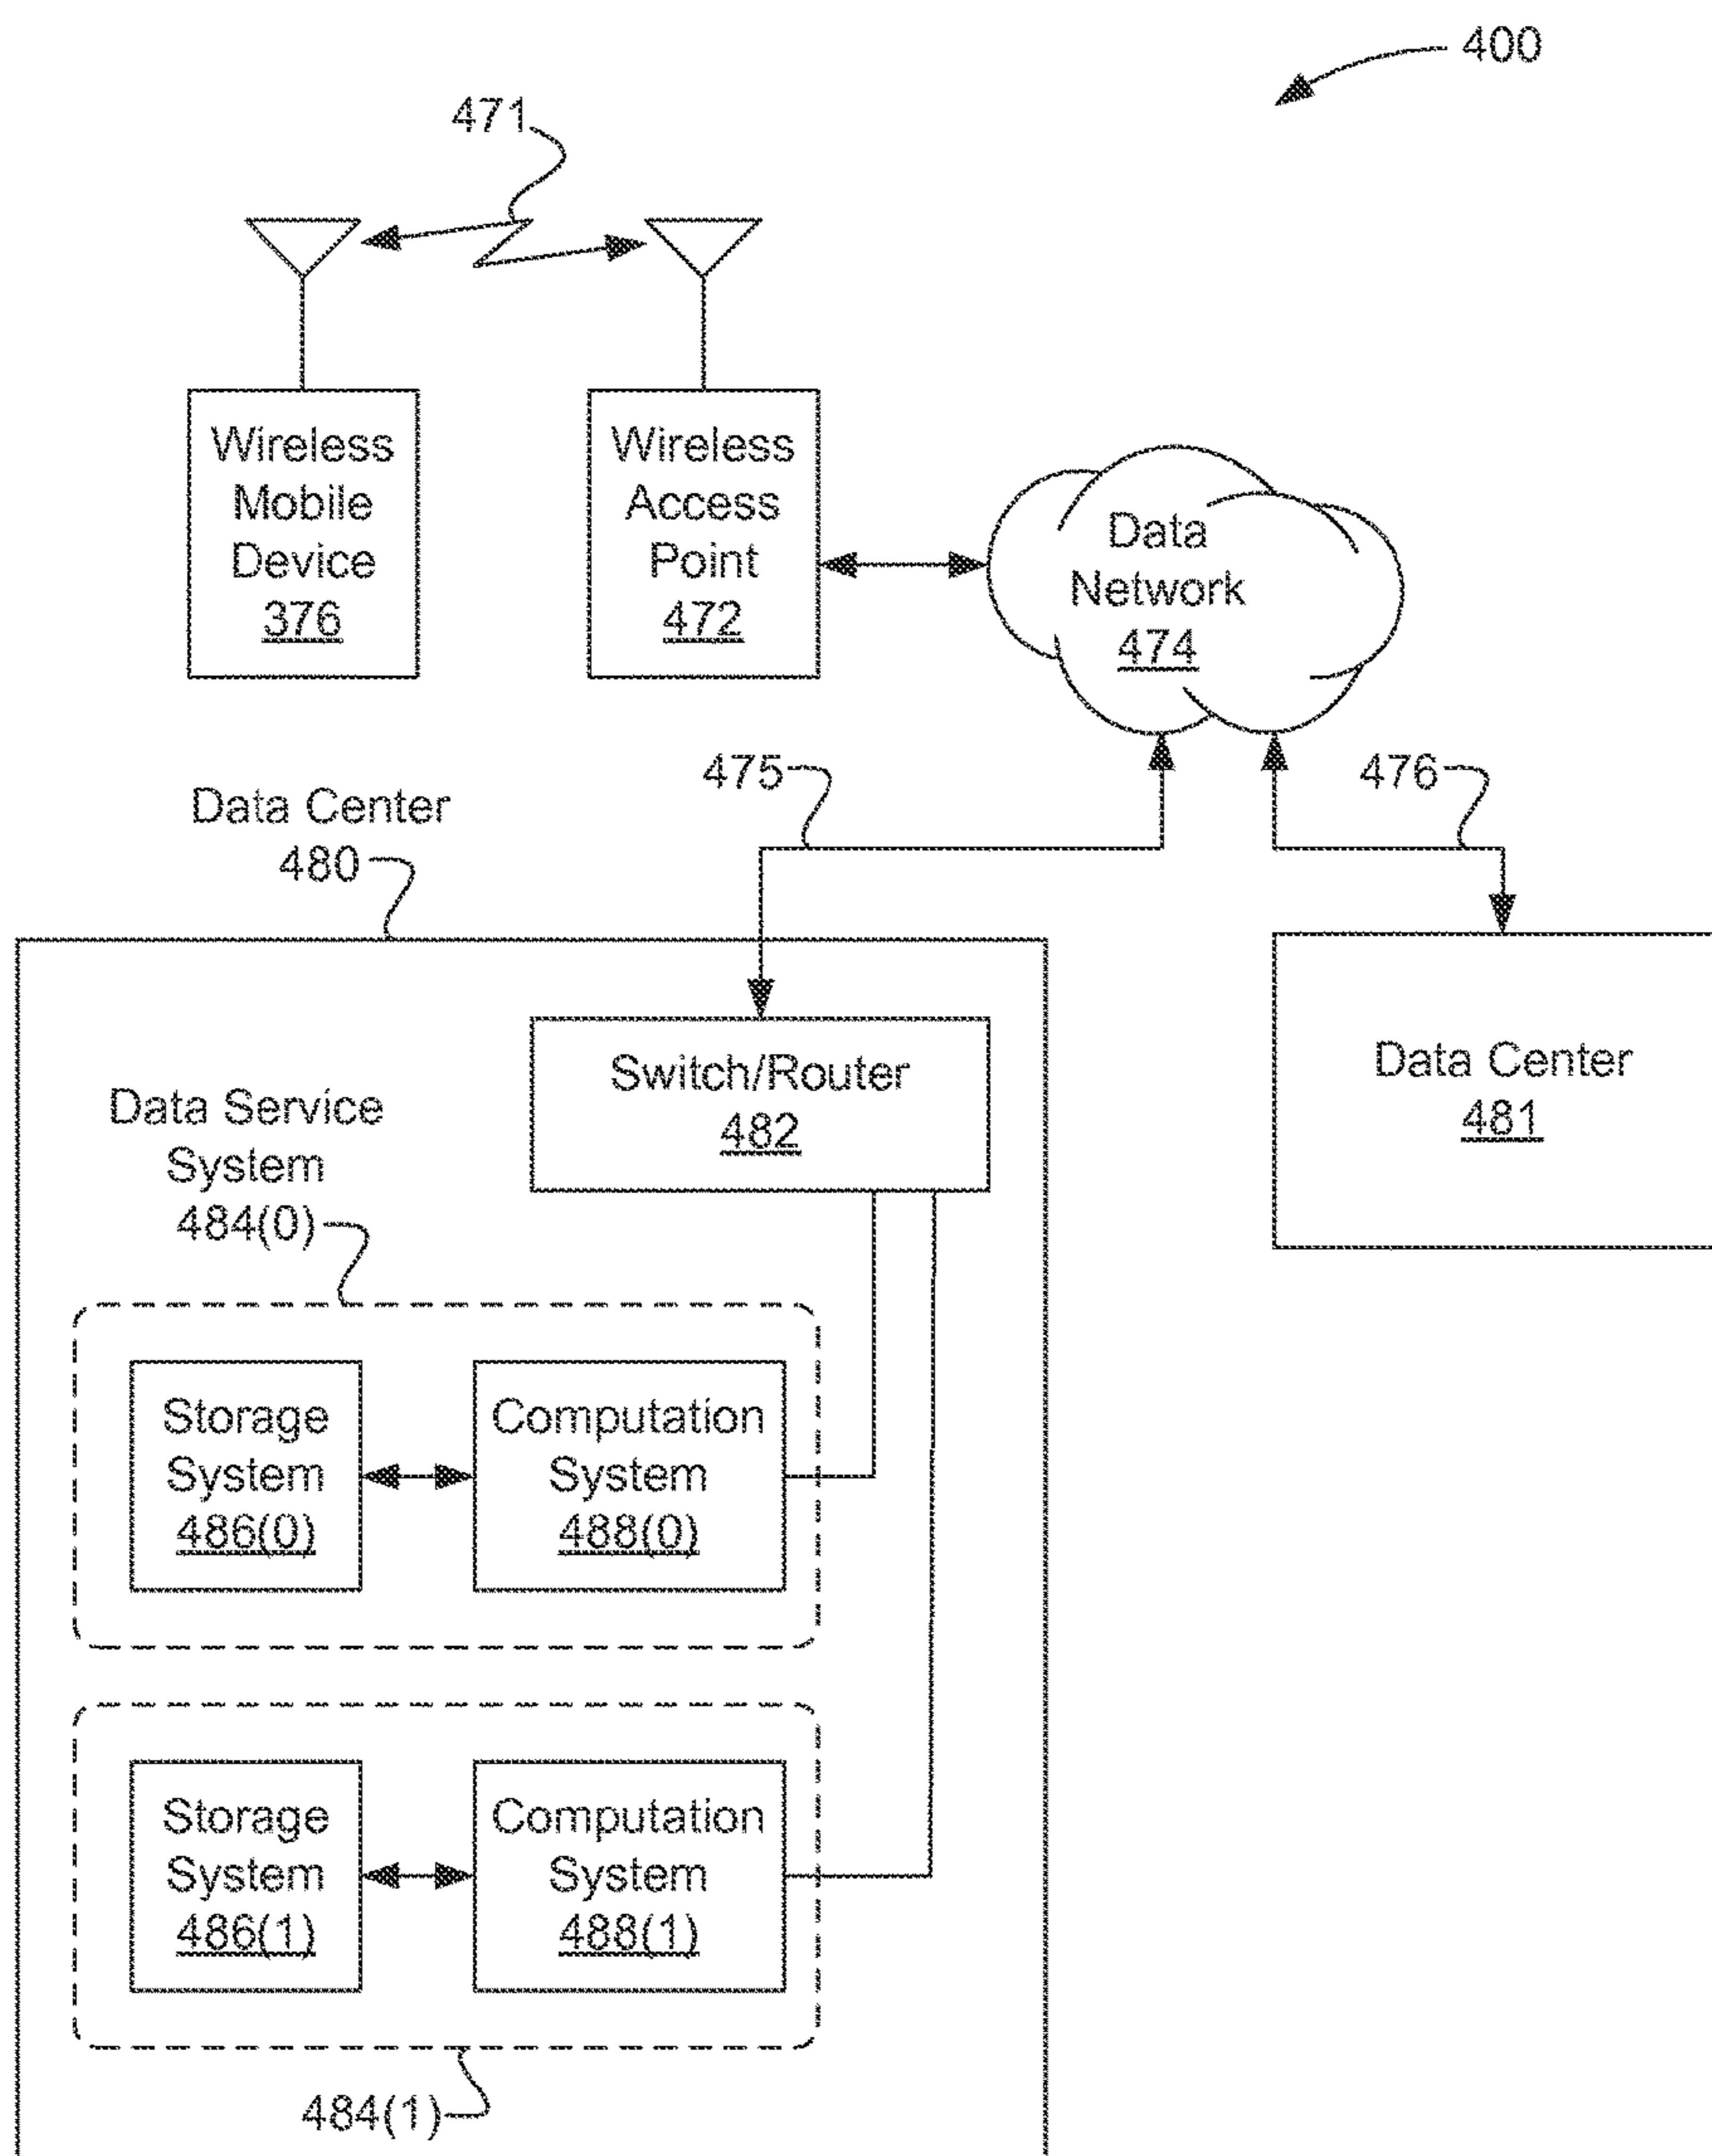 400
471
Wireless
Mobile
Device
376
Wireless
Access
Point
472
Data
Network
474
475
476
Data Center
480
Switch/Router
482
Data Center
481
Data Service
System
484(0)
Storage
System
486(0)
Computation
System
488(0)
Storage
System
486(1)
Computation
System
488(1)
484(1)